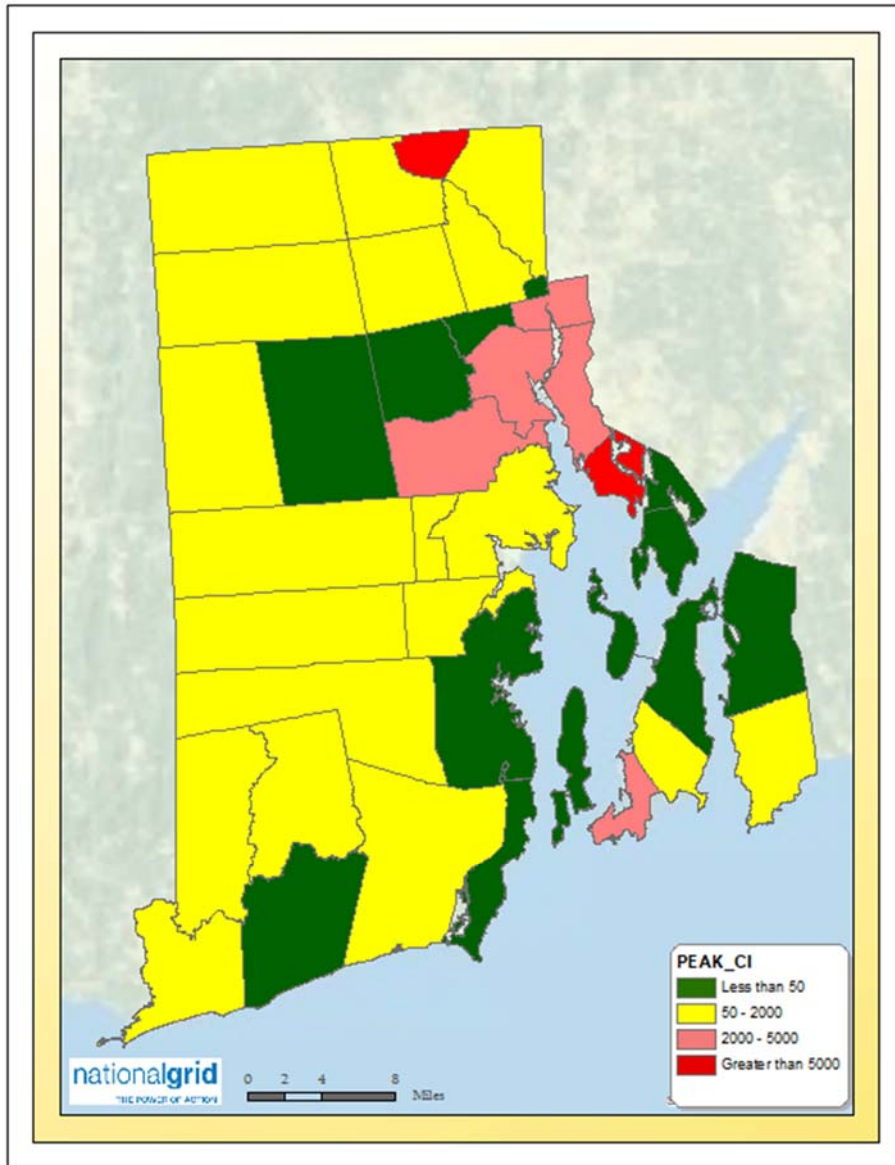 PEAK_CI
Less than 50
50 - 2000
2000 - 5000
Greater than 5000
nationalgrid
THE POWER OF ACTION
0 2 4 8
Miles